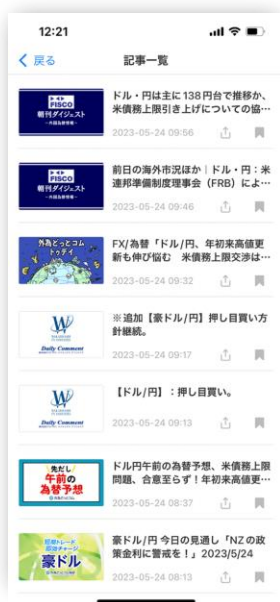 12:21
戻る
記事一覧
FISCO
朝刊ダイジェスト
ドル・円は主に138円台で推移か、
米債務上限引き上げについての協…
2023-05-24 09:56
FISCO
朝刊ダイジェスト
前日の海外市況ほか｜ドル・円：米
連邦準備制度理事会（FRB）によ…
2023-05-24 09:46
外為どっとコム
トゥデイ
FX/為替「ドル/円、年初来高値更
新も伸び悩む 米債務上限交渉は…
2023-05-24 09:32
W
Daily Comment
※追加【豪ドル/円】押し目買い方
針継続。
2023-05-24 09:17
W
Daily Comment
【ドル/円】：押し目買い。
2023-05-24 09:13
先だし
午前の
為替予想
ドル円午前の為替予想、米債務上限
問題、合意至らず！年初来高値更…
2023-05-24 08:37
豪ドル
豪ドル/円 今日の見通し「NZの政
策金利に警戒を！」2023/5/24
2023-05-24 08:13